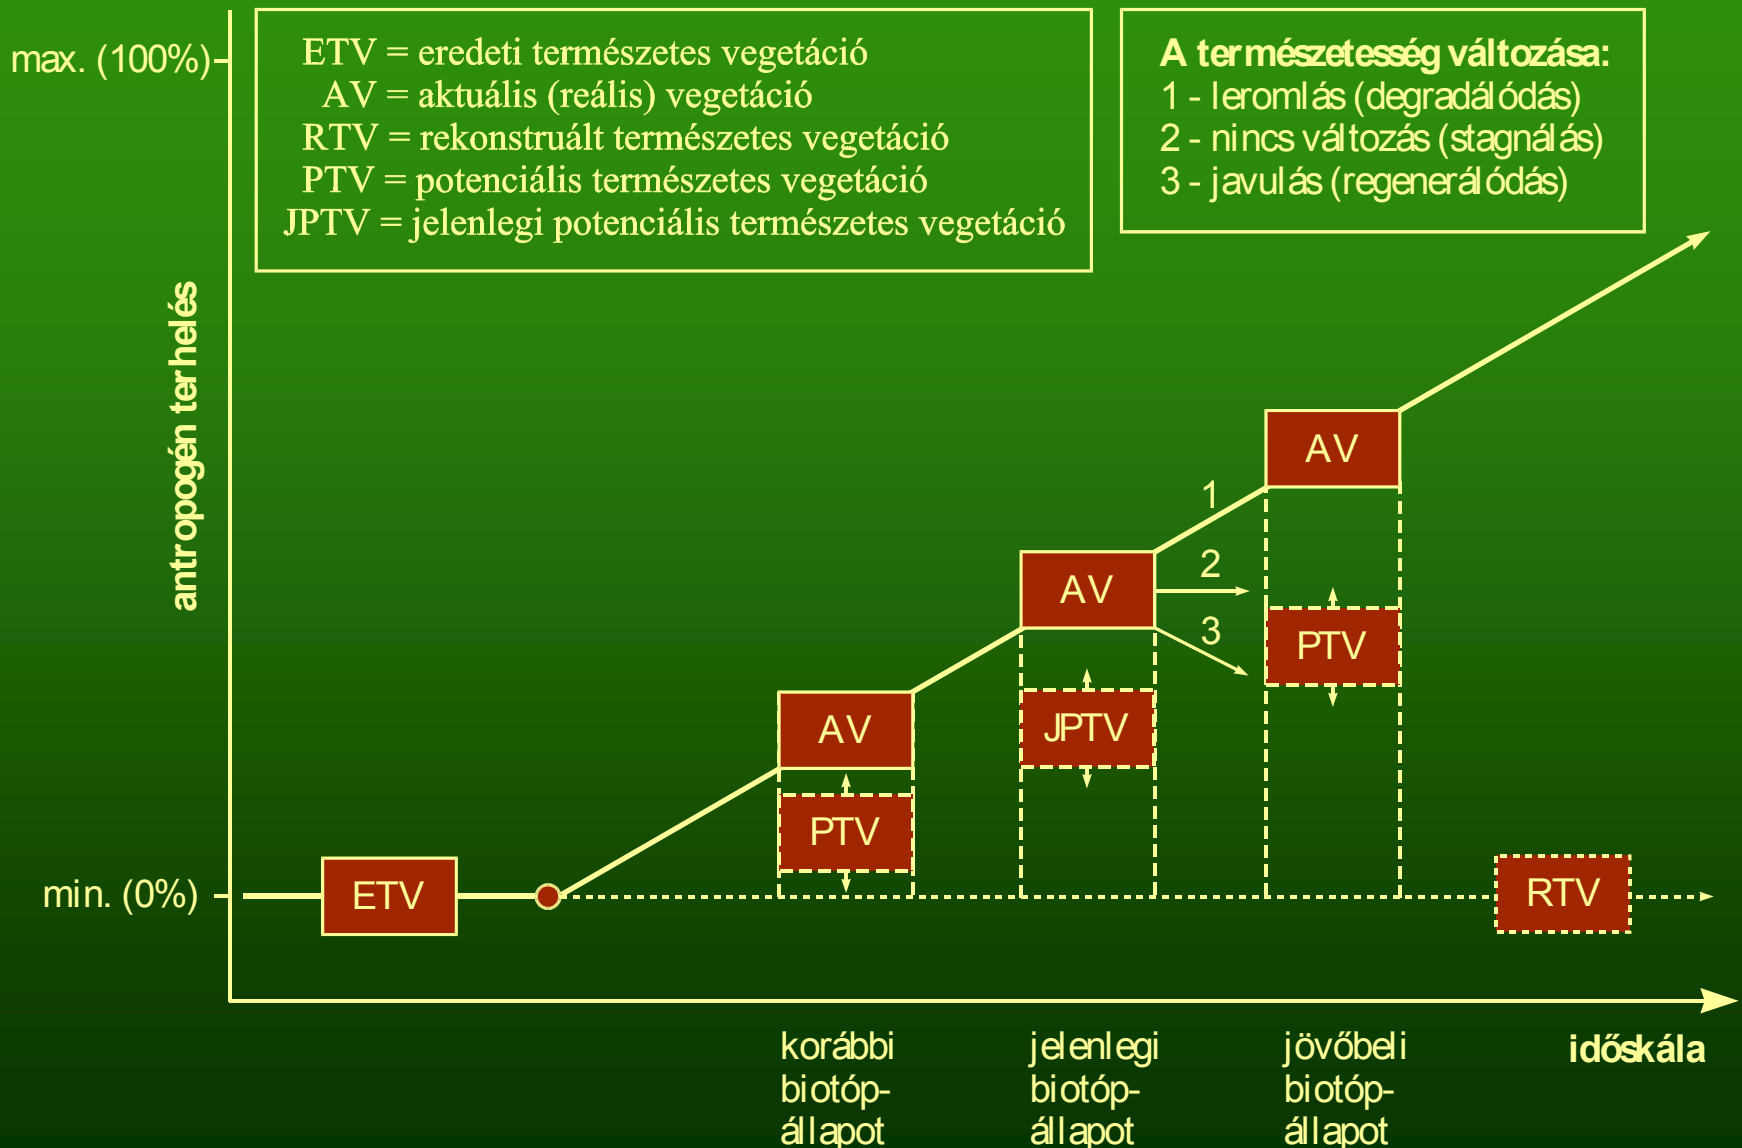 max. (100%)
ETV = eredeti természetes vegetáció
AV = aktuális (reális) vegetáció
RTV = rekonstruált természetes vegetáció
PTV = potenciális természetes vegetáció
JPTV = jelenlegi potenciális természetes vegetáció
A természetesség változása:
1 - leromlás (degradálódás)
2 - nincs változás (stagnálás)
3 - javulás (regenerálódás)
antropogén terhelés
AV
1
AV
2
3
PTV
AV
JPTV
PTV
min. (0%)
ETV
RTV
korábbi
biotóp-
állapot
jelenlegi
biotóp-
állapot
jövőbeli
biotóp-
állapot
időskála